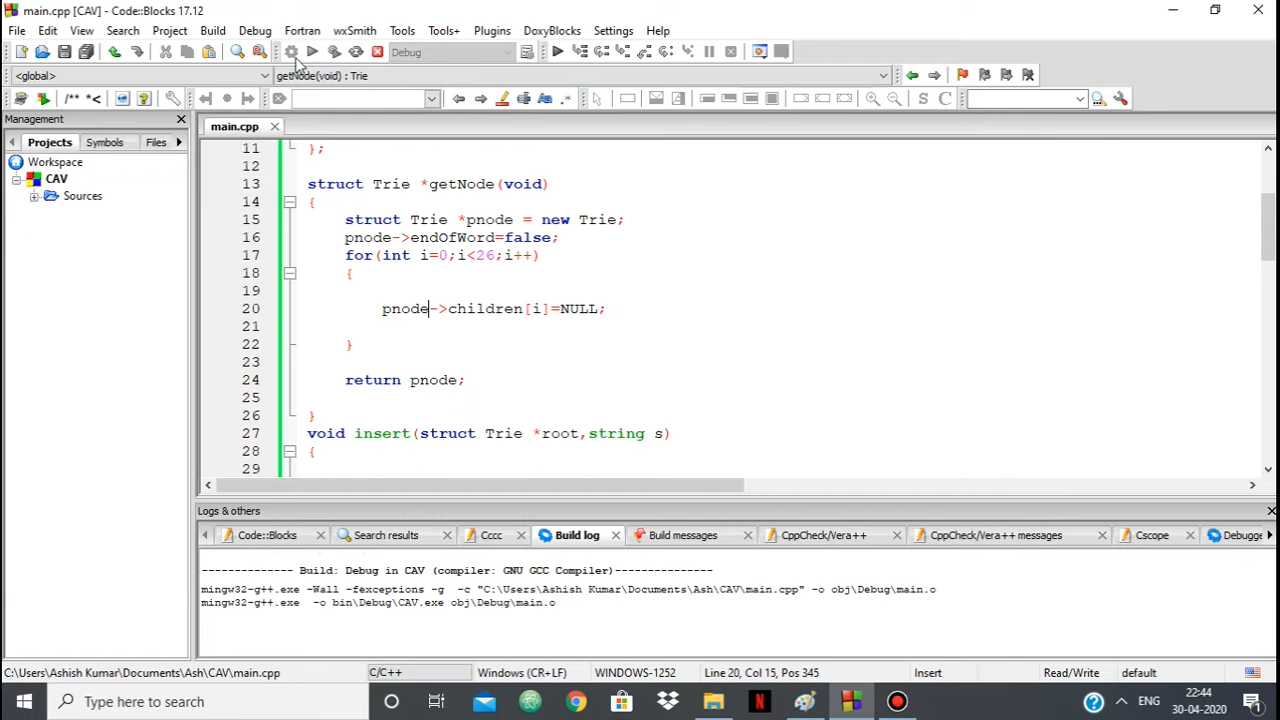 main.cpp [CAV] - Code::Blocks 17.12
File Edit View Search Project Build Debug Fortran wxSmith Tools Tools+ Plugins DoxyBlocks Settings Help
Debug
<global> getNode(void) : Trie
/** *<
S C
Management
main.cpp
Projects Symbols Files
Workspace
CAV
Sources
11 };
12
13 struct Trie *getNode(void)
14 {
15 struct Trie *pnode = new Trie;
16 pnode->endOfWord=false;
17 for(int i=0;i<26;i++)
18 {
19
20 pnode->children[i]=NULL;
21
22 }
23
24 return pnode;
25
26 }
27 void insert(struct Trie *root,string s)
28 {
29
Logs & others
Code::Blocks Search results Cccc Build log Build messages CppCheck/Vera++ CppCheck/Vera++ messages Cscope Debugge
-------------- Build: Debug in CAV (compiler: GNU GCC Compiler)---------------
mingw32-g++.exe -Wall -fexceptions -g -c "C:\Users\Ashish Kumar\Documents\Ash\CAV\main.cpp" -o obj\Debug\main.o
mingw32-g++.exe -o bin\Debug\CAV.exe obj\Debug\main.o
C:\Users\Ashish Kumar\Documents\Ash\CAV\main.cpp C/C++ Windows (CR+LF) WINDOWS-1252 Line 20, Col 15, Pos 345 Insert Read/Write default
Type here to search
ENG 22:44
30-04-2020